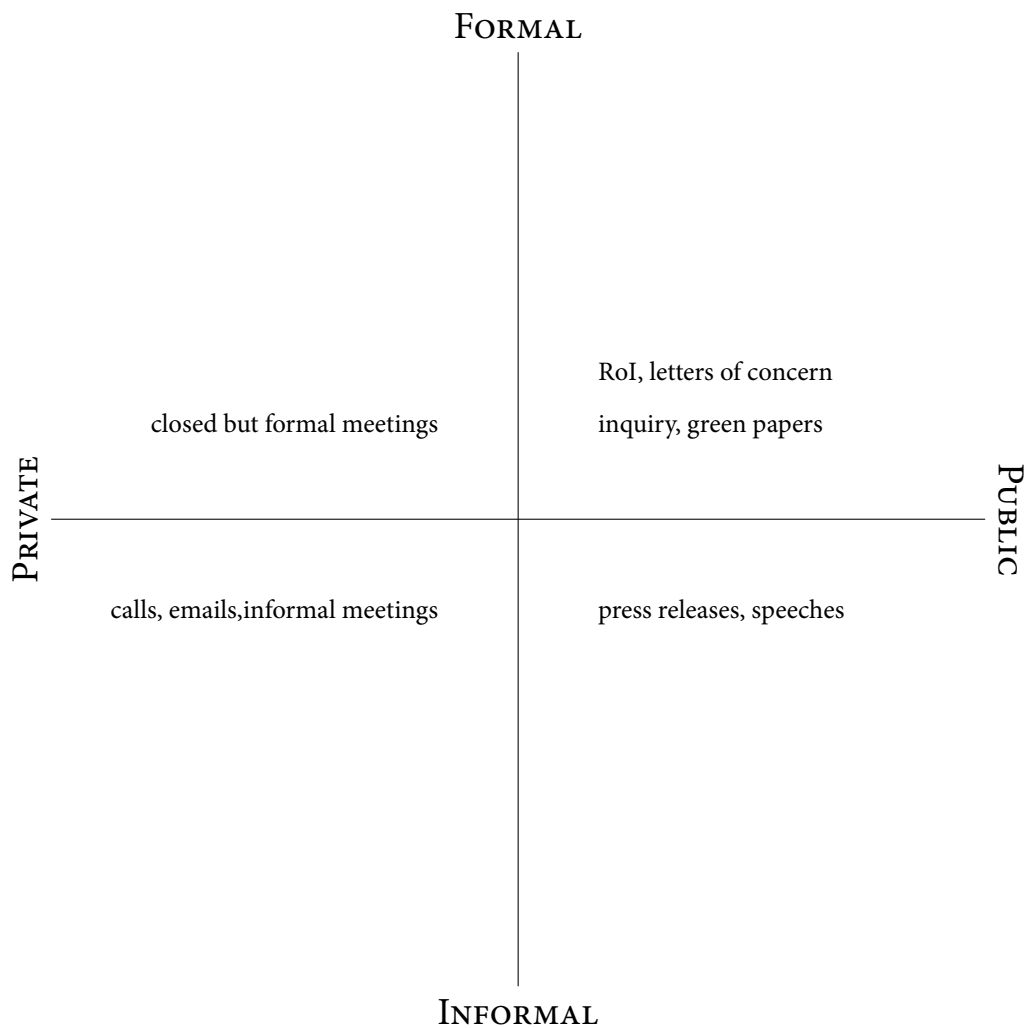 FORMAL
RoI, letters of concern
closed but formal meetings
inquiry, green papers
PRIVATE
PUBLIC
calls, emails,informal meetings
press releases, speeches
INFORMAL